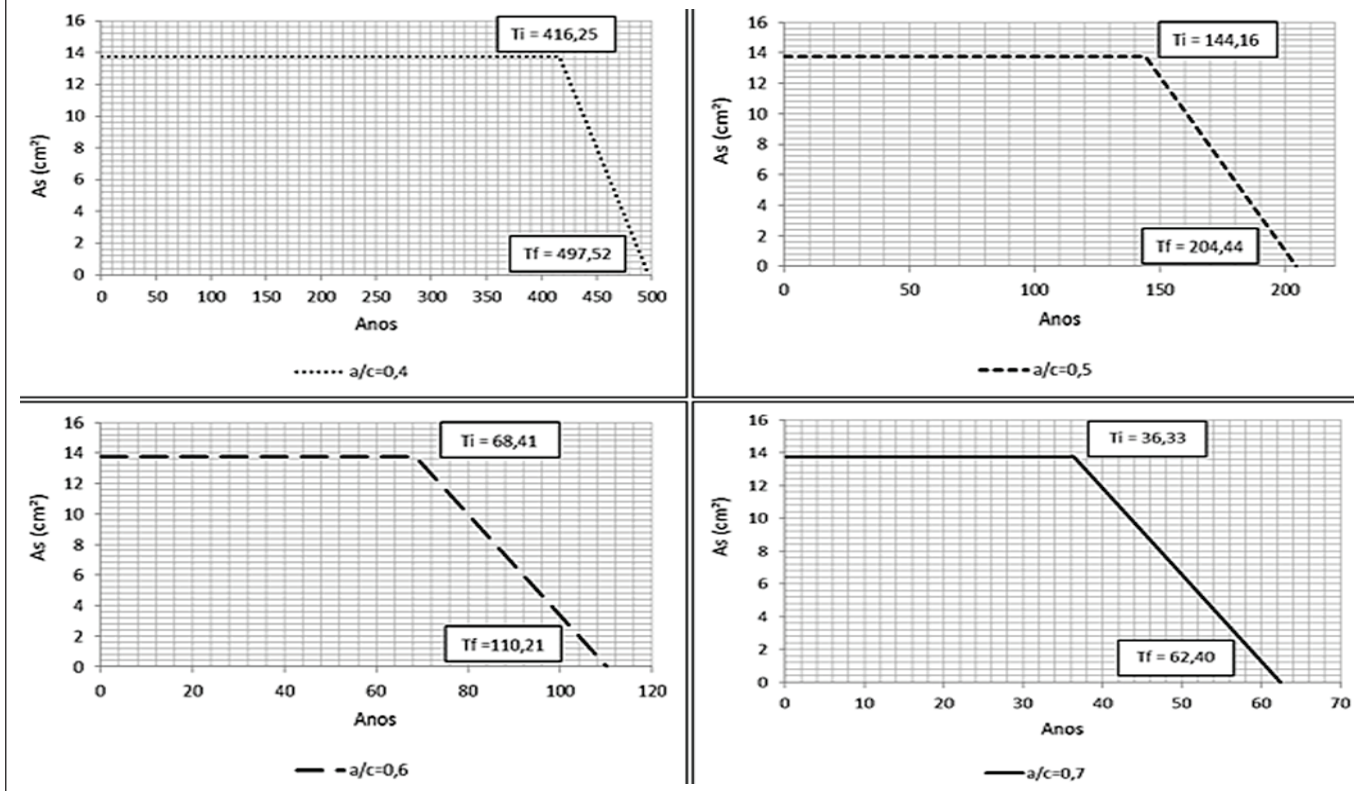 Ti = 416,25
Tf = 497,52
As (cm²)
16
14
12
10
8
6
4
2
0
0 50 100 150 200 250 300 350 400 450 500
Anos
a/c=0,4
Ti = 144,16
Tf = 204,44
As (cm²)
16
14
12
10
8
6
4
2
0
0 50 100 150 200
Anos
a/c=0,5
Ti = 68,41
Tf =110,21
As (cm²)
16
14
12
10
8
6
4
2
0
0 20 40 60 80 100 120
Anos
a/c=0,6
Ti = 36,33
Tf = 62,40
As (cm²)
16
14
12
10
8
6
4
2
0
0 10 20 30 40 50 60 70
Anos
a/c=0,7